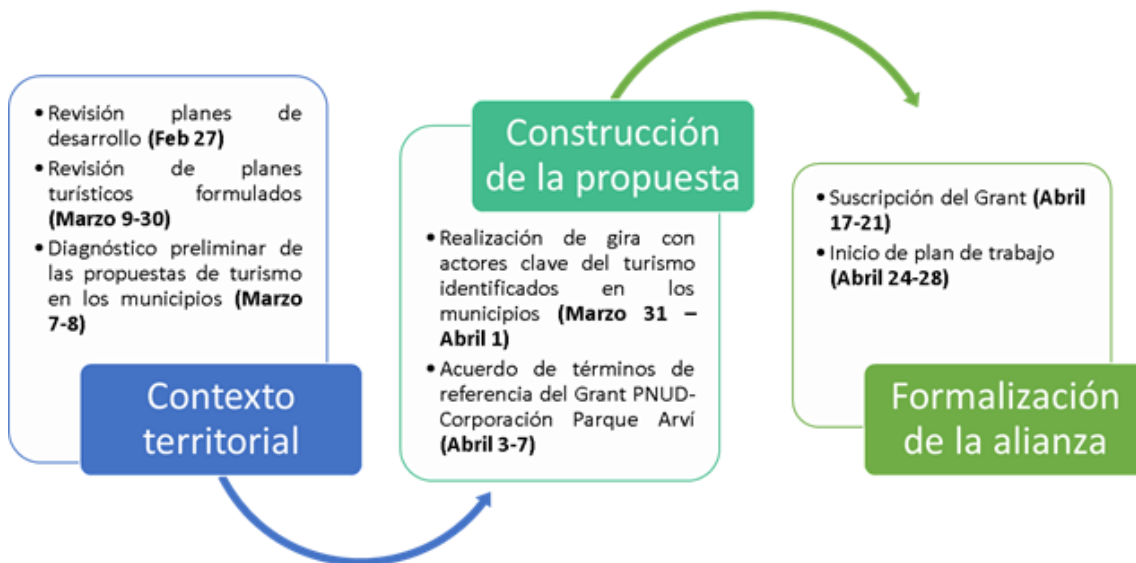 • Revisión planes de
desarrollo (Feb 27)
• Revisión de planes
turísticos formulados
(Marzo 9-30)
• Diagnóstico preliminar de
las propuestas de turismo
en los municipios (Marzo
7-8)
Contexto
territorial
Construcción
de la propuesta
• Realización de gira con
actores clave del turismo
identificados en los
municipios (Marzo 31 –
Abril 1)
• Acuerdo de términos de
referencia del Grant PNUD-
Corporación Parque Arví
(Abril 3-7)
• Suscripción del Grant (Abril
17-21)
• Inicio de plan de trabajo
(Abril 24-28)
Formalización
de la alianza